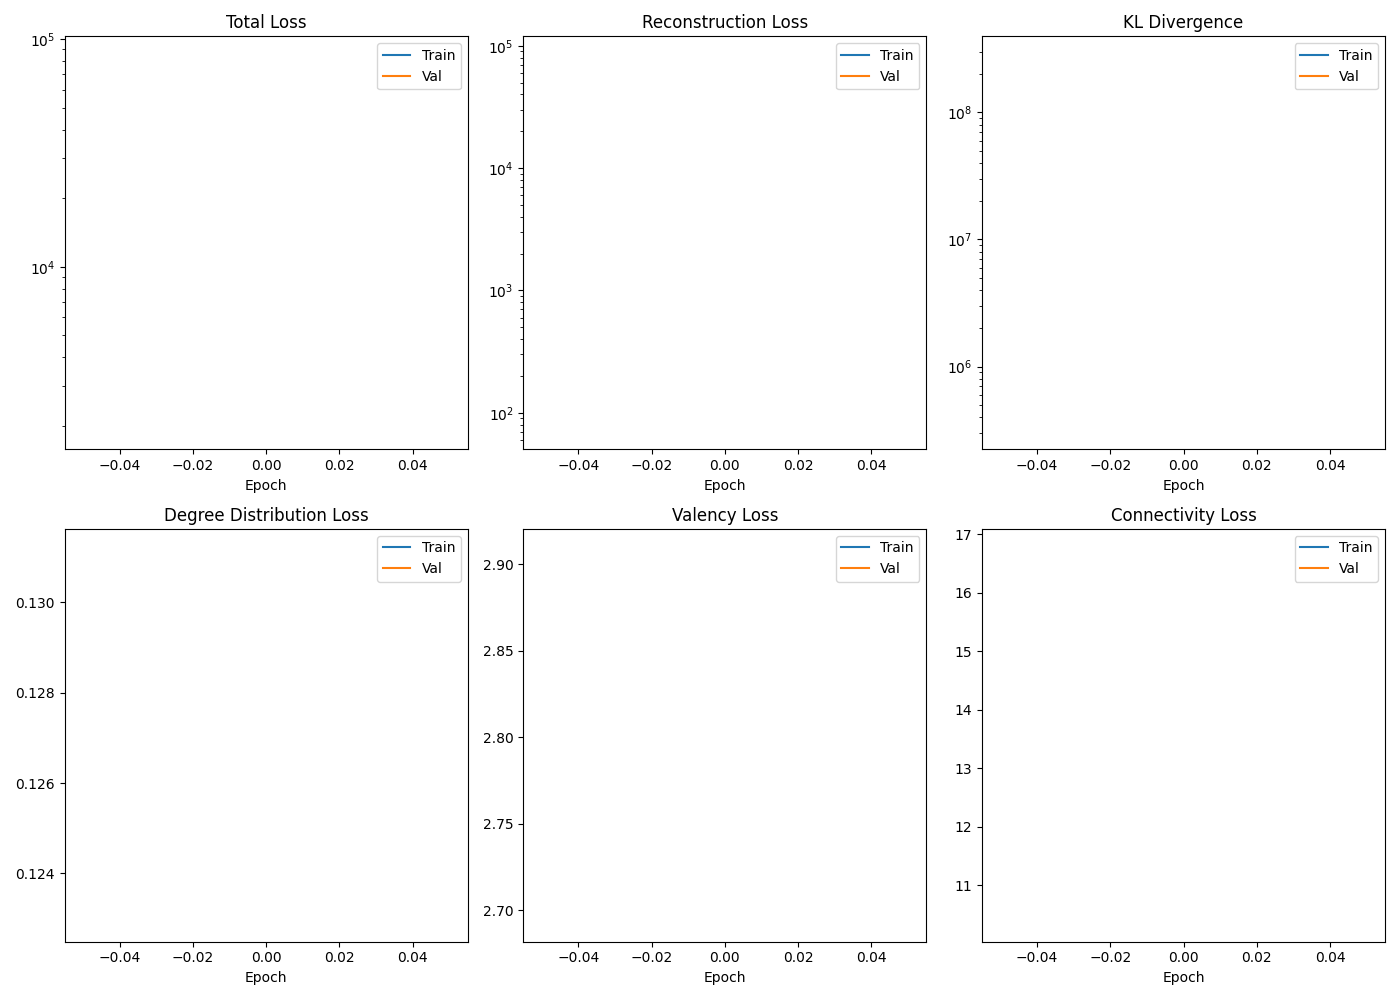 Total Loss
Reconstruction Loss
KL Divergence
10^5
10^4
Train
Val
−0.04 −0.02 0.00 0.02 0.04
Epoch
10^5
10^4
10^3
10^2
Train
Val
−0.04 −0.02 0.00 0.02 0.04
Epoch
10^8
10^7
10^6
Train
Val
−0.04 −0.02 0.00 0.02 0.04
Epoch
Degree Distribution Loss
Valency Loss
Connectivity Loss
0.130
0.128
0.126
0.124
Train
Val
−0.04 −0.02 0.00 0.02 0.04
Epoch
2.90
2.85
2.80
2.75
2.70
Train
Val
−0.04 −0.02 0.00 0.02 0.04
Epoch
17
16
15
14
13
12
11
Train
Val
−0.04 −0.02 0.00 0.02 0.04
Epoch